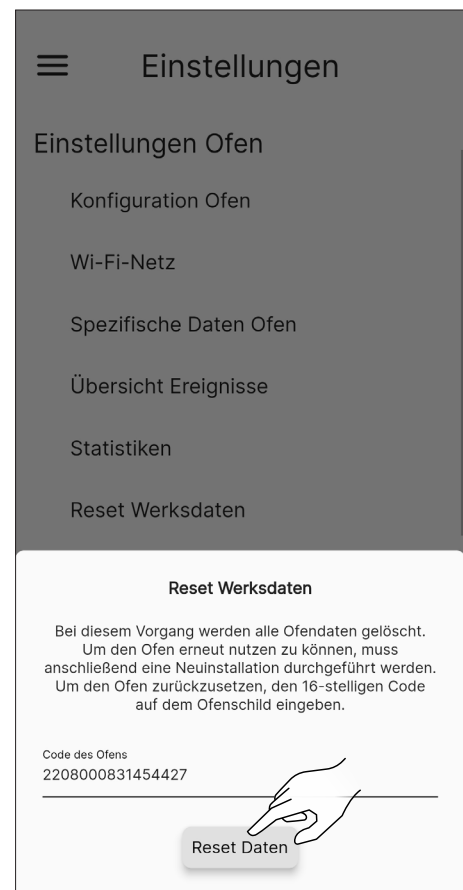 Einstellungen
Einstellungen Ofen
Konfiguration Ofen
Wi-Fi-Netz
Spezifische Daten Ofen
Übersicht Ereignisse
Statistiken
Reset Werksdaten
Reset Werksdaten
Bei diesem Vorgang werden alle Ofendaten gelöscht.
Um den Ofen erneut nutzen zu können, muss
anschließend eine Neuinstallation durchgeführt werden.
Um den Ofen zurückzusetzen, den 16-stelligen Code
auf dem Ofenschild eingeben.
Code des Ofens
2208000831454427
Reset Daten